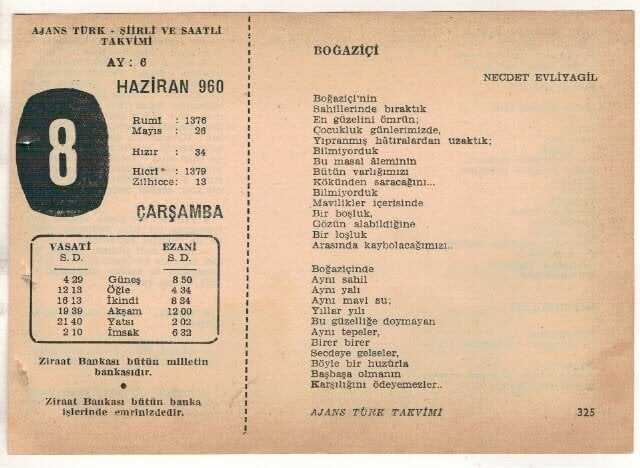 AJANS TÜRK - ŞİİRLİ VE SAATLİ
TAKVİMİ
AY : 6
HAZİRAN 960
8
Rumî : 1376
Mayıs : 26
Hızır : 34
Hicrî* : 1379
Zilhicce : 13
ÇARŞAMBA
VASATİ EZANİ
S. D. S. D.
4 29 Güneş 8 50
12 13 Öğle 4 34
16 13 İkindi 8 34
19 39 Akşam 12 00
21 40 Yatsı 2 02
2 10 İmsak 6 32
Ziraat Bankası bütün milletin
bankasıdır.
●
Ziraat Bankası bütün banka
işlerinde emrinizdedir.
BOĞAZİÇİ
NECDET EVLİYAGİL
Boğaziçi'nin
Sahillerinde bıraktık
En güzelini ömrün;
Çocukluk günlerimizde,
Yıpranmış hâtıralardan uzaktık;
Bilmiyorduk
Bu masal âleminin
Bütün varlığımızı
Kökünden saracağını...
Bilmiyorduk
Mavilikler içerisinde
Bir boşluk,
Gözün alabildiğine
Bir loşluk
Arasında kaybolacağımızı..
Boğaziçinde
Aynı sahil
Aynı yalı
Aynı mavi su;
Yıllar yılı
Bu güzelliğe doymayan
Aynı tepeler,
Birer birer
Secdeye gelseler,
Böyle bir huzûrla
Başbaşa olmanın
Karşılığını ödeyemezler..
AJANS TÜRK TAKVİMİ 325